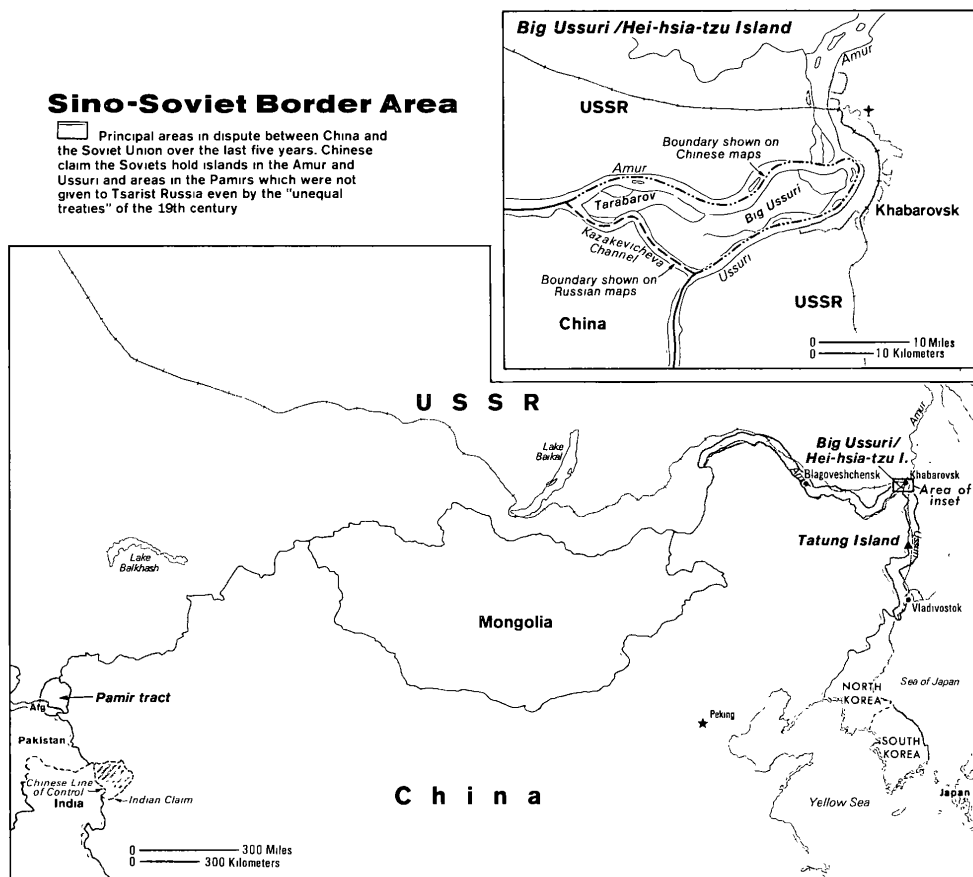 Sino-Soviet Border Area
Principal areas in dispute between China and
the Soviet Union over the last five years. Chinese
claim the Soviets hold islands in the Amur and
Ussuri and areas in the Pamirs which were not
given to Tsarist Russia even by the "unequal
treaties" of the 19th century
Big Ussuri/Hei-hsia-tzu Island
Amur
USSR
Boundary shown on
Chinese maps
Amur
Tarabarov
Big Ussuri
Khabarovsk
Kazakevicheva
Channel
Ussuri
Boundary shown on
Russian maps
USSR
China
0 10 Miles
0 10 Kilometers
USSR
Amur
Lake
Baikal
Big Ussuri/
Hei-hsia-tzu I.
Blagoveshchensk
Khabarovsk
Amur
Area of
inset
Ussuri
Tatung Island
Lake
Balkhash
Vladivostok
Mongolia
Pamir tract
Sea of Japan
Afg
NORTH
KOREA
Peking
Pakistan
SOUTH
KOREA
Chinese Line
of Control
India
Indian Claim
China
Yellow Sea
Japan
0 300 Miles
0 300 Kilometers